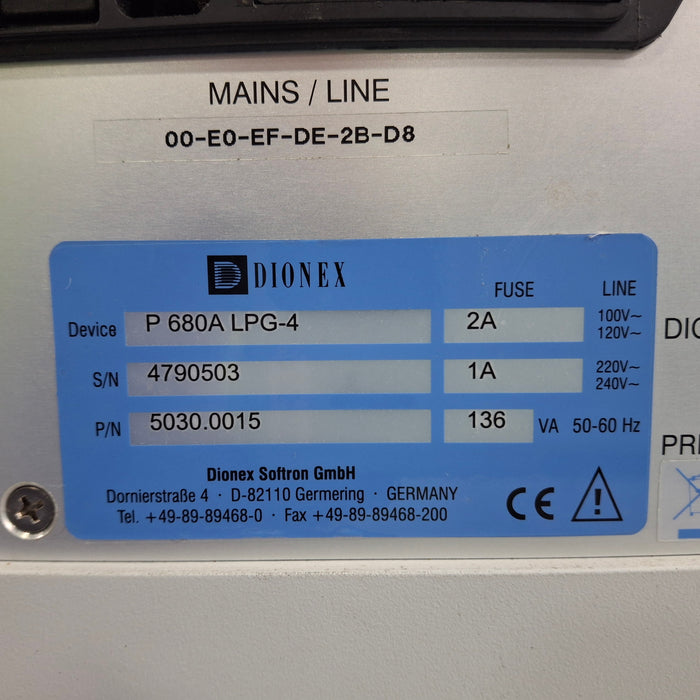 MAINS / LINE
00-E0-EF-DE-2B-D8
DIONEX
FUSE LINE
Device P 680A LPG-4 2A 100V~ 120V~
S/N 4790503 1A 220V~ 240V~
P/N 5030.0015 136 VA 50-60 Hz
Dionex Softron GmbH
Dornierstraße 4 · D-82110 Germering · GERMANY
Tel. +49-89-89468-0 · Fax +49-89-89468-200
CE